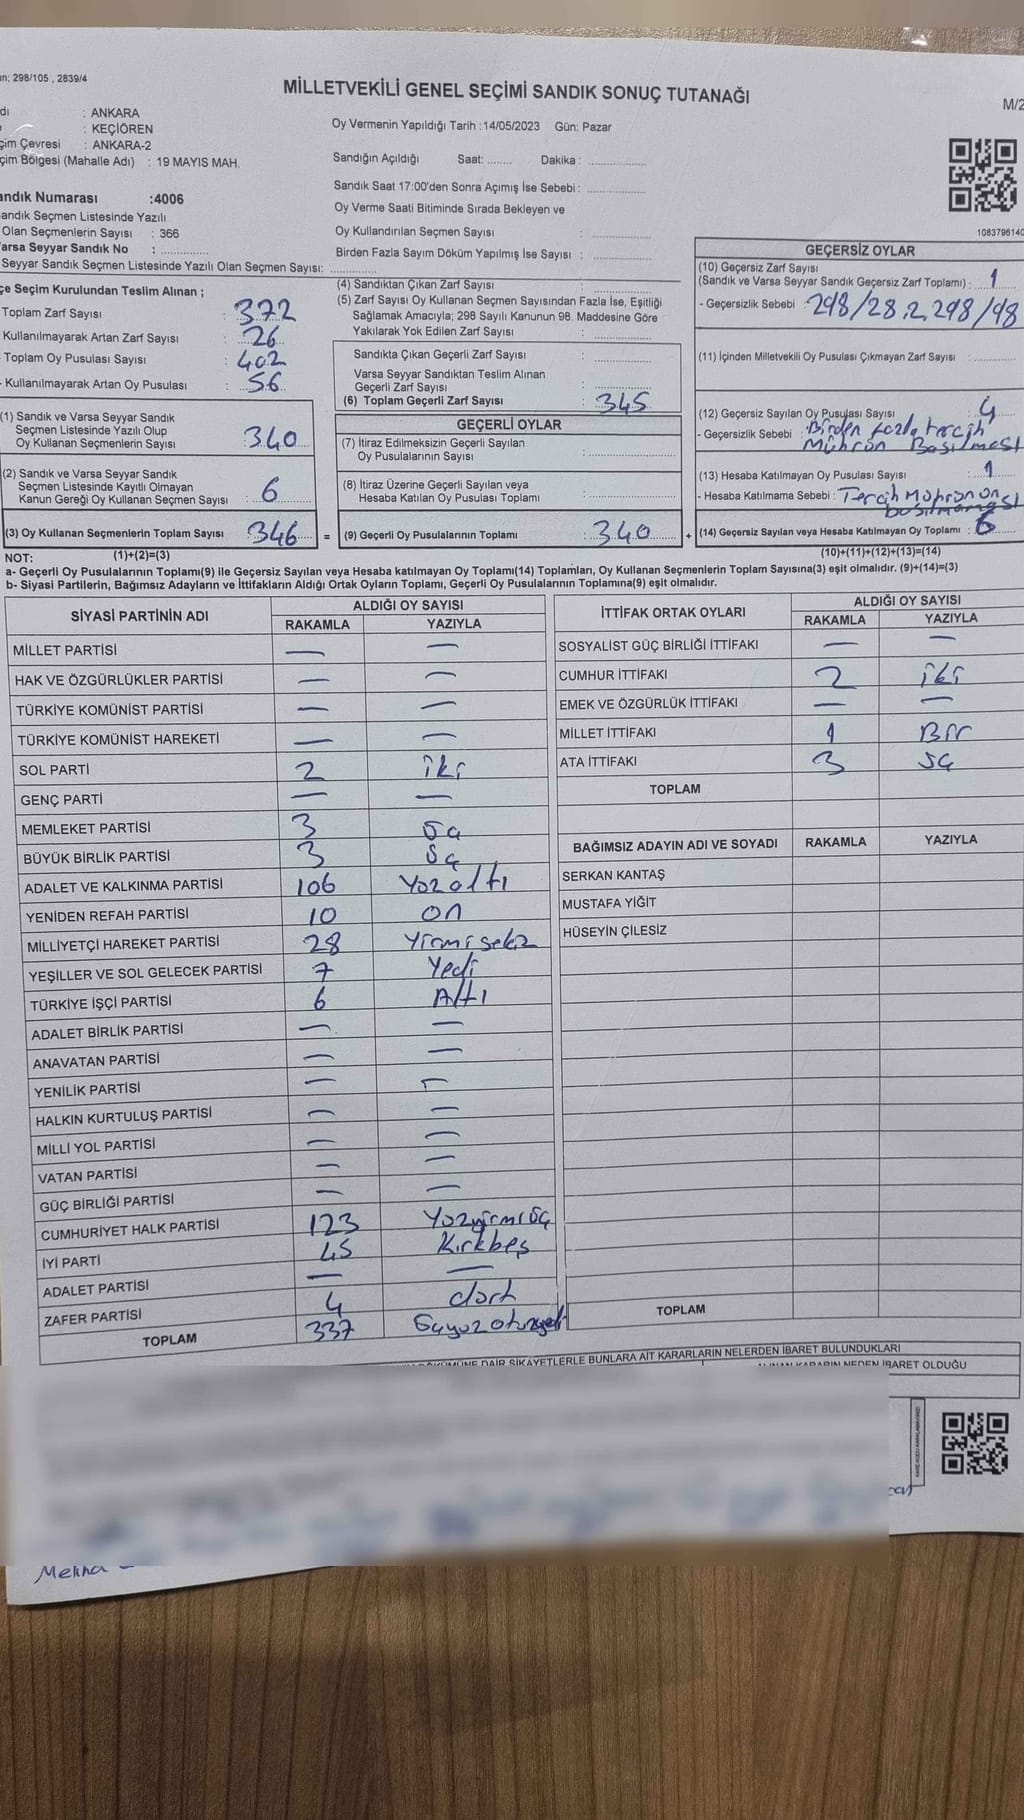 n; 298/105 , 2839/4
MİLLETVEKİLİ GENEL SEÇİMİ SANDIK SONUÇ TUTANAĞI
M/2
dı : ANKARA
: KEÇİÖREN
çim Çevresi : ANKARA-2
çim Bölgesi (Mahalle Adı) : 19 MAYIS MAH.
andık Numarası :4006
andık Seçmen Listesinde Yazılı
Olan Seçmenlerin Sayısı : 366
Varsa Seyyar Sandık No : ..............
Seyyar Sandık Seçmen Listesinde Yazılı Olan Seçmen Sayısı: ..............
Oy Vermenin Yapıldığı Tarih :14/05/2023 Gün: Pazar
Sandığın Açıldığı Saat: ........ Dakika : ..............
Sandık Saat 17:00'den Sonra Açımış İse Sebebi : ..............
Oy Verme Saati Bitiminde Sırada Bekleyen ve
Oy Kullandırılan Seçmen Sayısı : ..............
Birden Fazla Sayım Döküm Yapılmış İse Sayısı : ..............
1083796140
çe Seçim Kurulundan Teslim Alınan ;
Toplam Zarf Sayısı : 372
Kullanılmayarak Artan Zarf Sayısı : 26
Toplam Oy Pusulası Sayısı : 402
- Kullanılmayarak Artan Oy Pusulası : 56
(1) Sandık ve Varsa Seyyar Sandık
Seçmen Listesinde Yazılı Olup
Oy Kullanan Seçmenlerin Sayısı : 340
(2) Sandık ve Varsa Seyyar Sandık
Seçmen Listesinde Kayıtlı Olmayan
Kanun Gereği Oy Kullanan Seçmen Sayısı : 6
(3) Oy Kullanan Seçmenlerin Toplam Sayısı 346 =
(4) Sandıktan Çıkan Zarf Sayısı : ..............
(5) Zarf Sayısı Oy Kullanan Seçmen Sayısından Fazla İse, Eşitliği
Sağlamak Amacıyla; 298 Sayılı Kanunun 98. Maddesine Göre
Yakılarak Yok Edilen Zarf Sayısı : ..............
Sandıkta Çıkan Geçerli Zarf Sayısı : ..............
Varsa Seyyar Sandıktan Teslim Alınan
Geçerli Zarf Sayısı : ..............
(6) Toplam Geçerli Zarf Sayısı : 345
GEÇERLİ OYLAR
(7) İtiraz Edilmeksizin Geçerli Sayılan
Oy Pusulalarının Sayısı : ..............
(8) İtiraz Üzerine Geçerli Sayılan veya
Hesaba Katılan Oy Pusulası Toplamı : ..............
(9) Geçerli Oy Pusulalarının Toplamı : 340 +
GEÇERSİZ OYLAR
(10) Geçersiz Zarf Sayısı
(Sandık ve Varsa Seyyar Sandık Geçersiz Zarf Toplamı) : 1
- Geçersizlik Sebebi : 298/28.2, 298/98
(11) İçinden Milletvekili Oy Pusulası Çıkmayan Zarf Sayısı : ..............
(12) Geçersiz Sayılan Oy Pusulası Sayısı : 4
- Geçersizlik Sebebi : Birden fazla tercih
Mührün Basılması
(13) Hesaba Katılmayan Oy Pusulası Sayısı : 1
- Hesaba Katılmama Sebebi : Tercih Mührünün
basılmaması
(14) Geçersiz Sayılan veya Hesaba Katılmayan Oy Toplamı : 6
NOT: (1)+(2)=(3) (10)+(11)+(12)+(13)=(14)
a- Geçerli Oy Pusulalarının Toplamı(9) ile Geçersiz Sayılan veya Hesaba katılmayan Oy Toplamı(14) Toplamları, Oy Kullanan Seçmenlerin Toplam Sayısına(3) eşit olmalıdır. (9)+(14)=(3)
b- Siyasi Partilerin, Bağımsız Adayların ve İttifakların Aldığı Ortak Oyların Toplamı, Geçerli Oy Pusulalarının Toplamına(9) eşit olmalıdır.
SİYASİ PARTİNİN ADI ALDIĞI OY SAYISI
RAKAMLA YAZIYLA
MİLLET PARTİSİ — —
HAK VE ÖZGÜRLÜKLER PARTİSİ — —
TÜRKİYE KOMÜNİST PARTİSİ — —
TÜRKİYE KOMÜNİST HAREKETİ — —
SOL PARTİ 2 iki
GENÇ PARTİ — —
MEMLEKET PARTİSİ 3 üç
BÜYÜK BİRLİK PARTİSİ 3 üç
ADALET VE KALKINMA PARTİSİ 106 Yüzaltı
YENİDEN REFAH PARTİSİ 10 on
MİLLİYETÇİ HAREKET PARTİSİ 28 Yirmisekiz
YEŞİLLER VE SOL GELECEK PARTİSİ 7 Yedi
TÜRKİYE İŞÇİ PARTİSİ 6 Altı
ADALET BİRLİK PARTİSİ — —
ANAVATAN PARTİSİ — —
YENİLİK PARTİSİ — —
HALKIN KURTULUŞ PARTİSİ — —
MİLLİ YOL PARTİSİ — —
VATAN PARTİSİ — —
GÜÇ BİRLİĞİ PARTİSİ — —
CUMHURİYET HALK PARTİSİ 123 Yüzyirmiüç
İYİ PARTİ 45 Kırkbeş
ADALET PARTİSİ — —
ZAFER PARTİSİ 4 dört
TOPLAM 337 üçyüzotuzyedi
İTTİFAK ORTAK OYLARI ALDIĞI OY SAYISI
RAKAMLA YAZIYLA
SOSYALİST GÜÇ BİRLİĞİ İTTİFAKI — —
CUMHUR İTTİFAKI 2 iki
EMEK VE ÖZGÜRLÜK İTTİFAKI — —
MİLLET İTTİFAKI 1 Bir
ATA İTTİFAKI 3 üç
TOPLAM
BAĞIMSIZ ADAYIN ADI VE SOYADI RAKAMLA YAZIYLA
SERKAN KANTAŞ
MUSTAFA YİĞİT
HÜSEYİN ÇİLESİZ
TOPLAM
DÖKÜMÜNE DAİR ŞİKAYETLERLE BUNLARA AİT KARARLARIN NELERDEN İBARET BULUNDUKLARI
ALINAN KARARIN NEDEN İBARET OLDUĞU